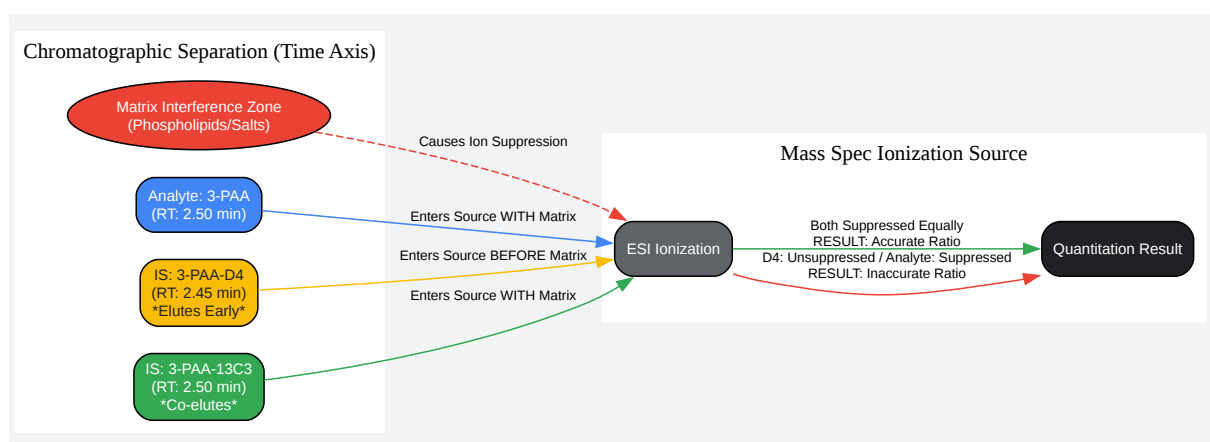 Chromatographic Separation (Time Axis)
Matrix Interference Zone
(Phospholipids/Salts)
Analyte: 3-PAA
(RT: 2.50 min)
IS: 3-PAA-D4
(RT: 2.45 min)
*Elutes Early*
IS: 3-PAA-13C3
(RT: 2.50 min)
*Co-elutes*
Causes Ion Suppression
Enters Source WITH Matrix
Enters Source BEFORE Matrix
Enters Source WITH Matrix
Mass Spec Ionization Source
ESI Ionization
Both Suppressed Equally
RESULT: Accurate Ratio
D4: Unsuppressed / Analyte: Suppressed
RESULT: Inaccurate Ratio
Quantitation Result